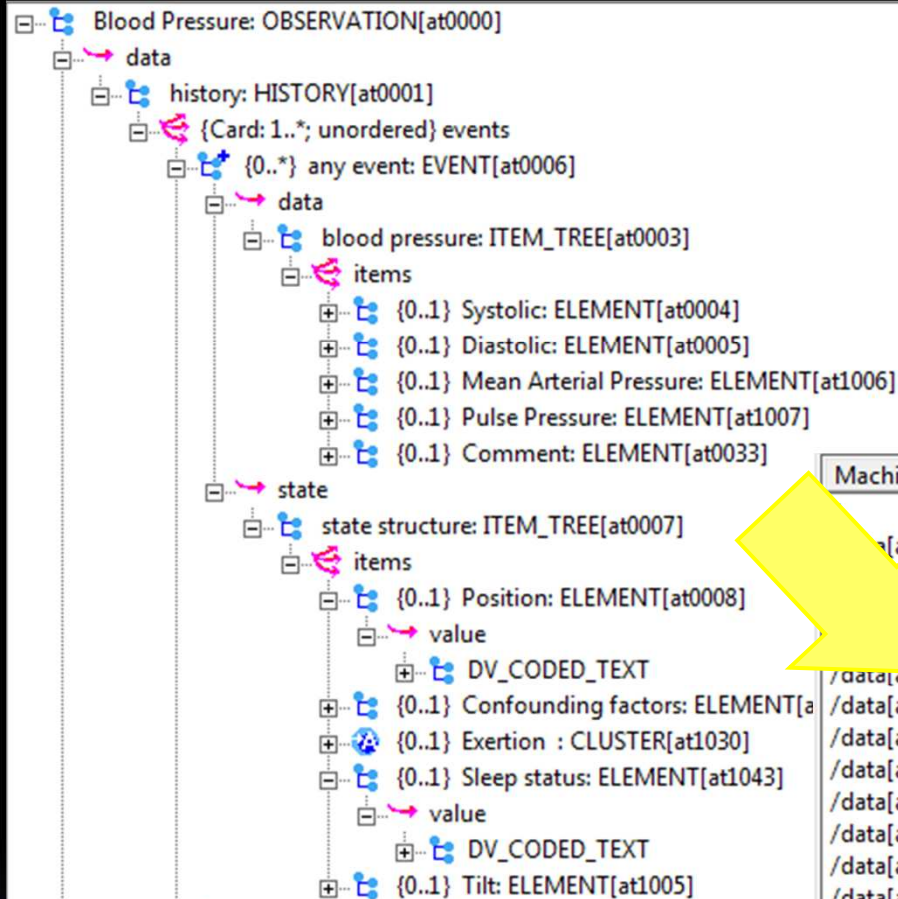 Blood Pressure: OBSERVATION[at0000]
data
history: HISTORY[at0001]
{Card: 1..*; unordered} events
{0..*} any event: EVENT[at0006]
data
blood pressure: ITEM_TREE[at0003]
items
{0..1} Systolic: ELEMENT[at0004]
{0..1} Diastolic: ELEMENT[at0005]
{0..1} Mean Arterial Pressure: ELEMENT[at1006]
{0..1} Pulse Pressure: ELEMENT[at1007]
{0..1} Comment: ELEMENT[at0033]
Machi
state
state structure: ITEM_TREE[at0007]
items
{0..1} Position: ELEMENT[at0008]
value
DV_CODED_TEXT
/data[a
{0..1} Confounding factors: ELEMENT[a
/data[a
{0..1} Exertion : CLUSTER[at1030]
/data[a
{0..1} Sleep status: ELEMENT[at1043]
/data[a
value
/data[a
DV_CODED_TEXT
/data[a
/data[a
{0..1} Tilt: ELEMENT[at1005]